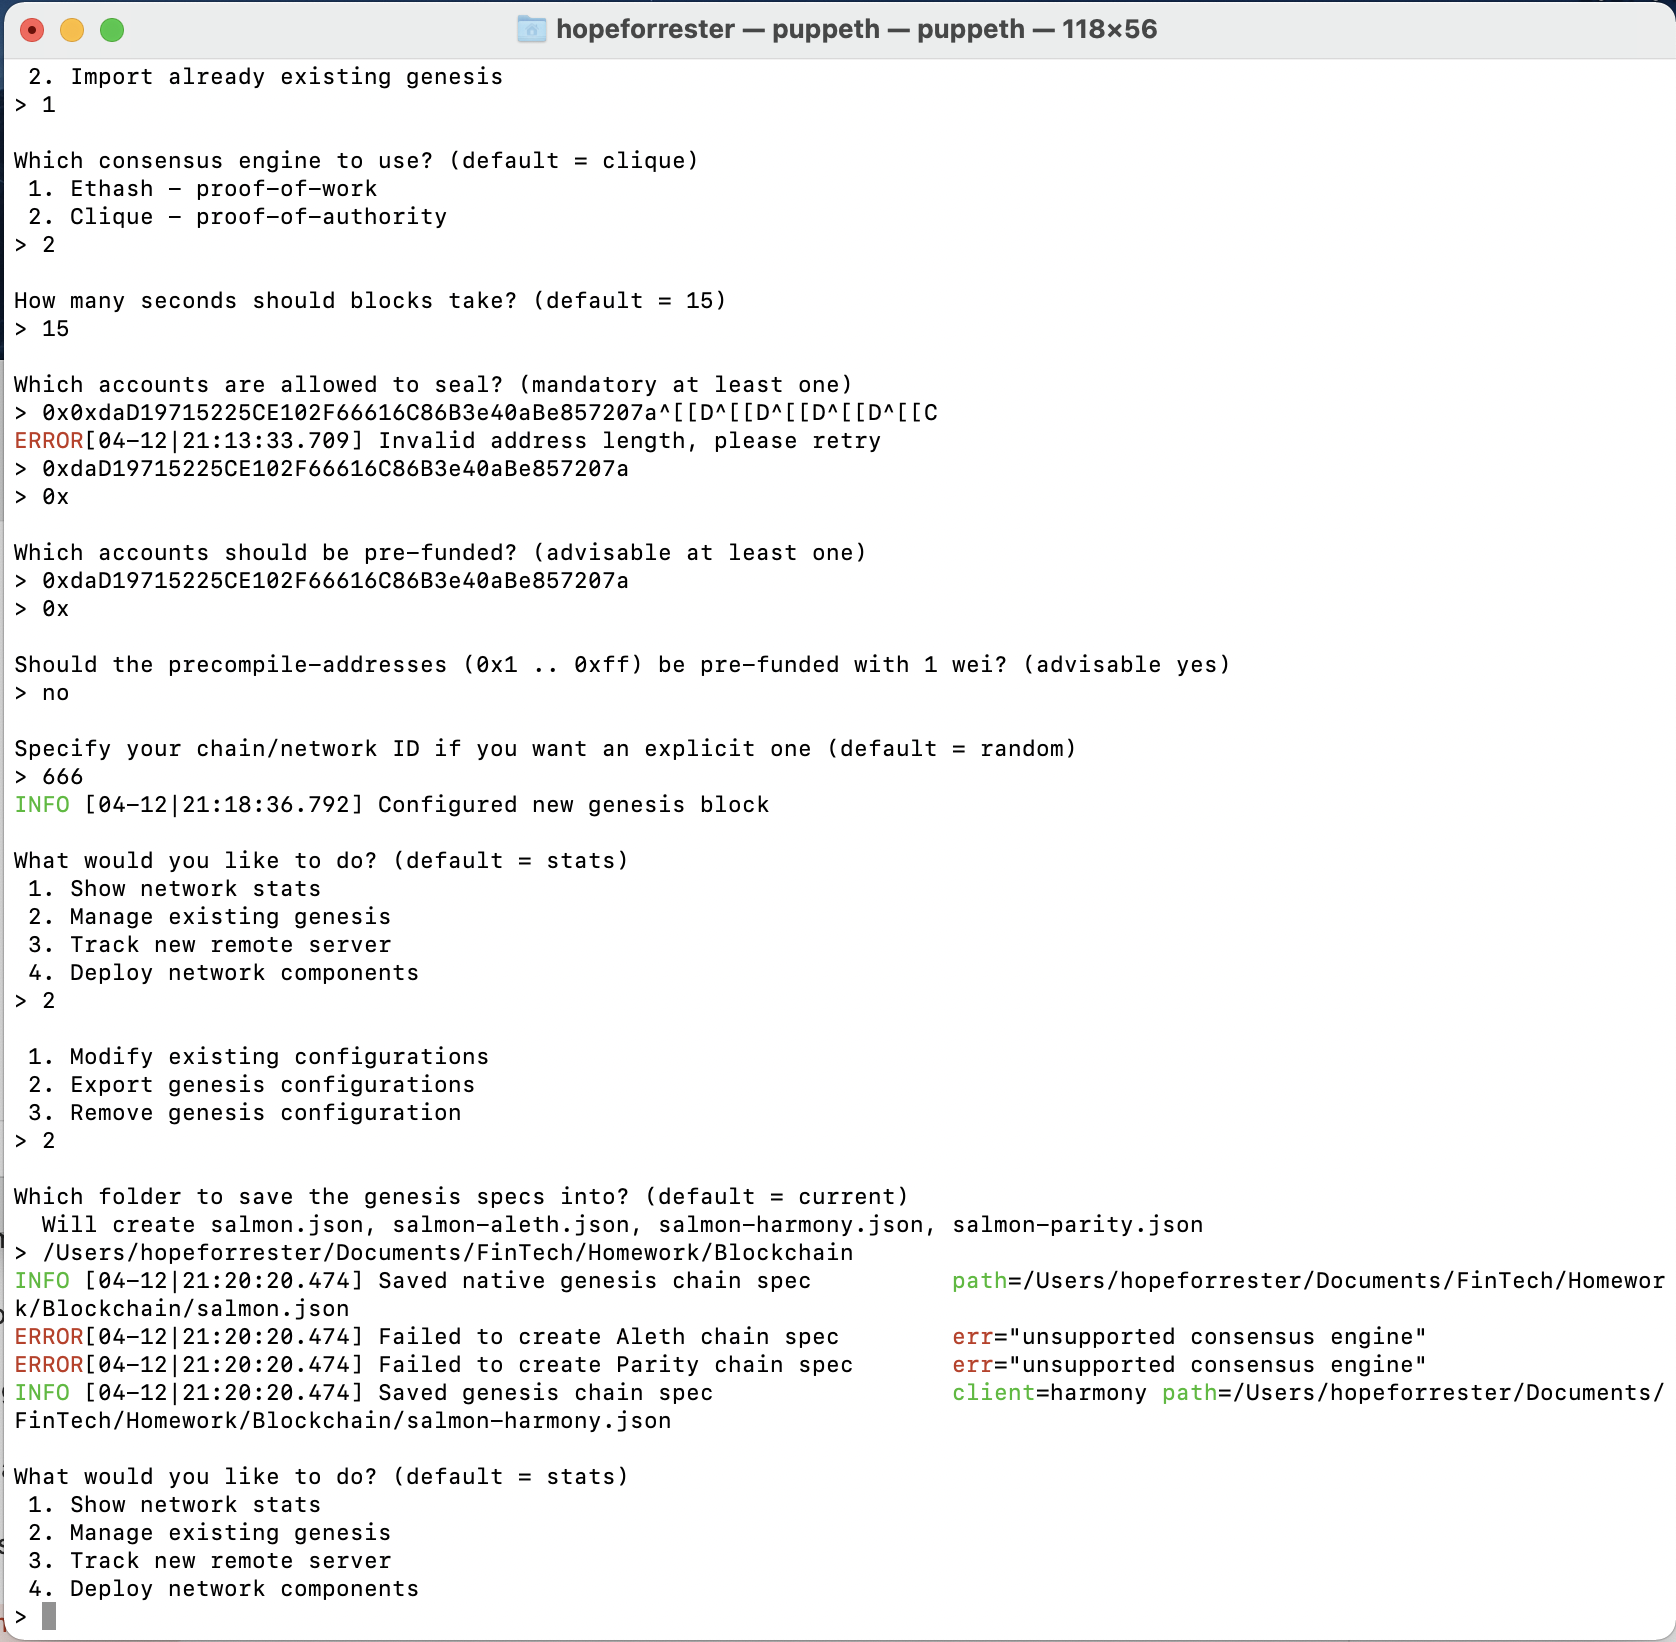 hopeforrester — puppeth — puppeth — 118×56
 2. Import already existing genesis
> 1
Which consensus engine to use? (default = clique)
 1. Ethash - proof-of-work
 2. Clique - proof-of-authority
> 2
How many seconds should blocks take? (default = 15)
> 15
Which accounts are allowed to seal? (mandatory at least one)
> 0x0xdaD19715225CE102F66616C86B3e40aBe857207a^[[D^[[D^[[D^[[D^[[C
ERROR[04-12|21:13:33.709] Invalid address length, please retry
> 0xdaD19715225CE102F66616C86B3e40aBe857207a
> 0x
Which accounts should be pre-funded? (advisable at least one)
> 0xdaD19715225CE102F66616C86B3e40aBe857207a
> 0x
Should the precompile-addresses (0x1 .. 0xff) be pre-funded with 1 wei? (advisable yes)
> no
Specify your chain/network ID if you want an explicit one (default = random)
> 666
INFO [04-12|21:18:36.792] Configured new genesis block
What would you like to do? (default = stats)
 1. Show network stats
 2. Manage existing genesis
 3. Track new remote server
 4. Deploy network components
> 2
 1. Modify existing configurations
 2. Export genesis configurations
 3. Remove genesis configuration
> 2
Which folder to save the genesis specs into? (default = current)
  Will create salmon.json, salmon-aleth.json, salmon-harmony.json, salmon-parity.json
> /Users/hopeforrester/Documents/FinTech/Homework/Blockchain
INFO [04-12|21:20:20.474] Saved native genesis chain spec          path=/Users/hopeforrester/Documents/FinTech/Homewor
k/Blockchain/salmon.json
ERROR[04-12|21:20:20.474] Failed to create Aleth chain spec        err="unsupported consensus engine"
ERROR[04-12|21:20:20.474] Failed to create Parity chain spec       err="unsupported consensus engine"
INFO [04-12|21:20:20.474] Saved genesis chain spec                 client=harmony path=/Users/hopeforrester/Documents/
FinTech/Homework/Blockchain/salmon-harmony.json
What would you like to do? (default = stats)
 1. Show network stats
 2. Manage existing genesis
 3. Track new remote server
 4. Deploy network components
>